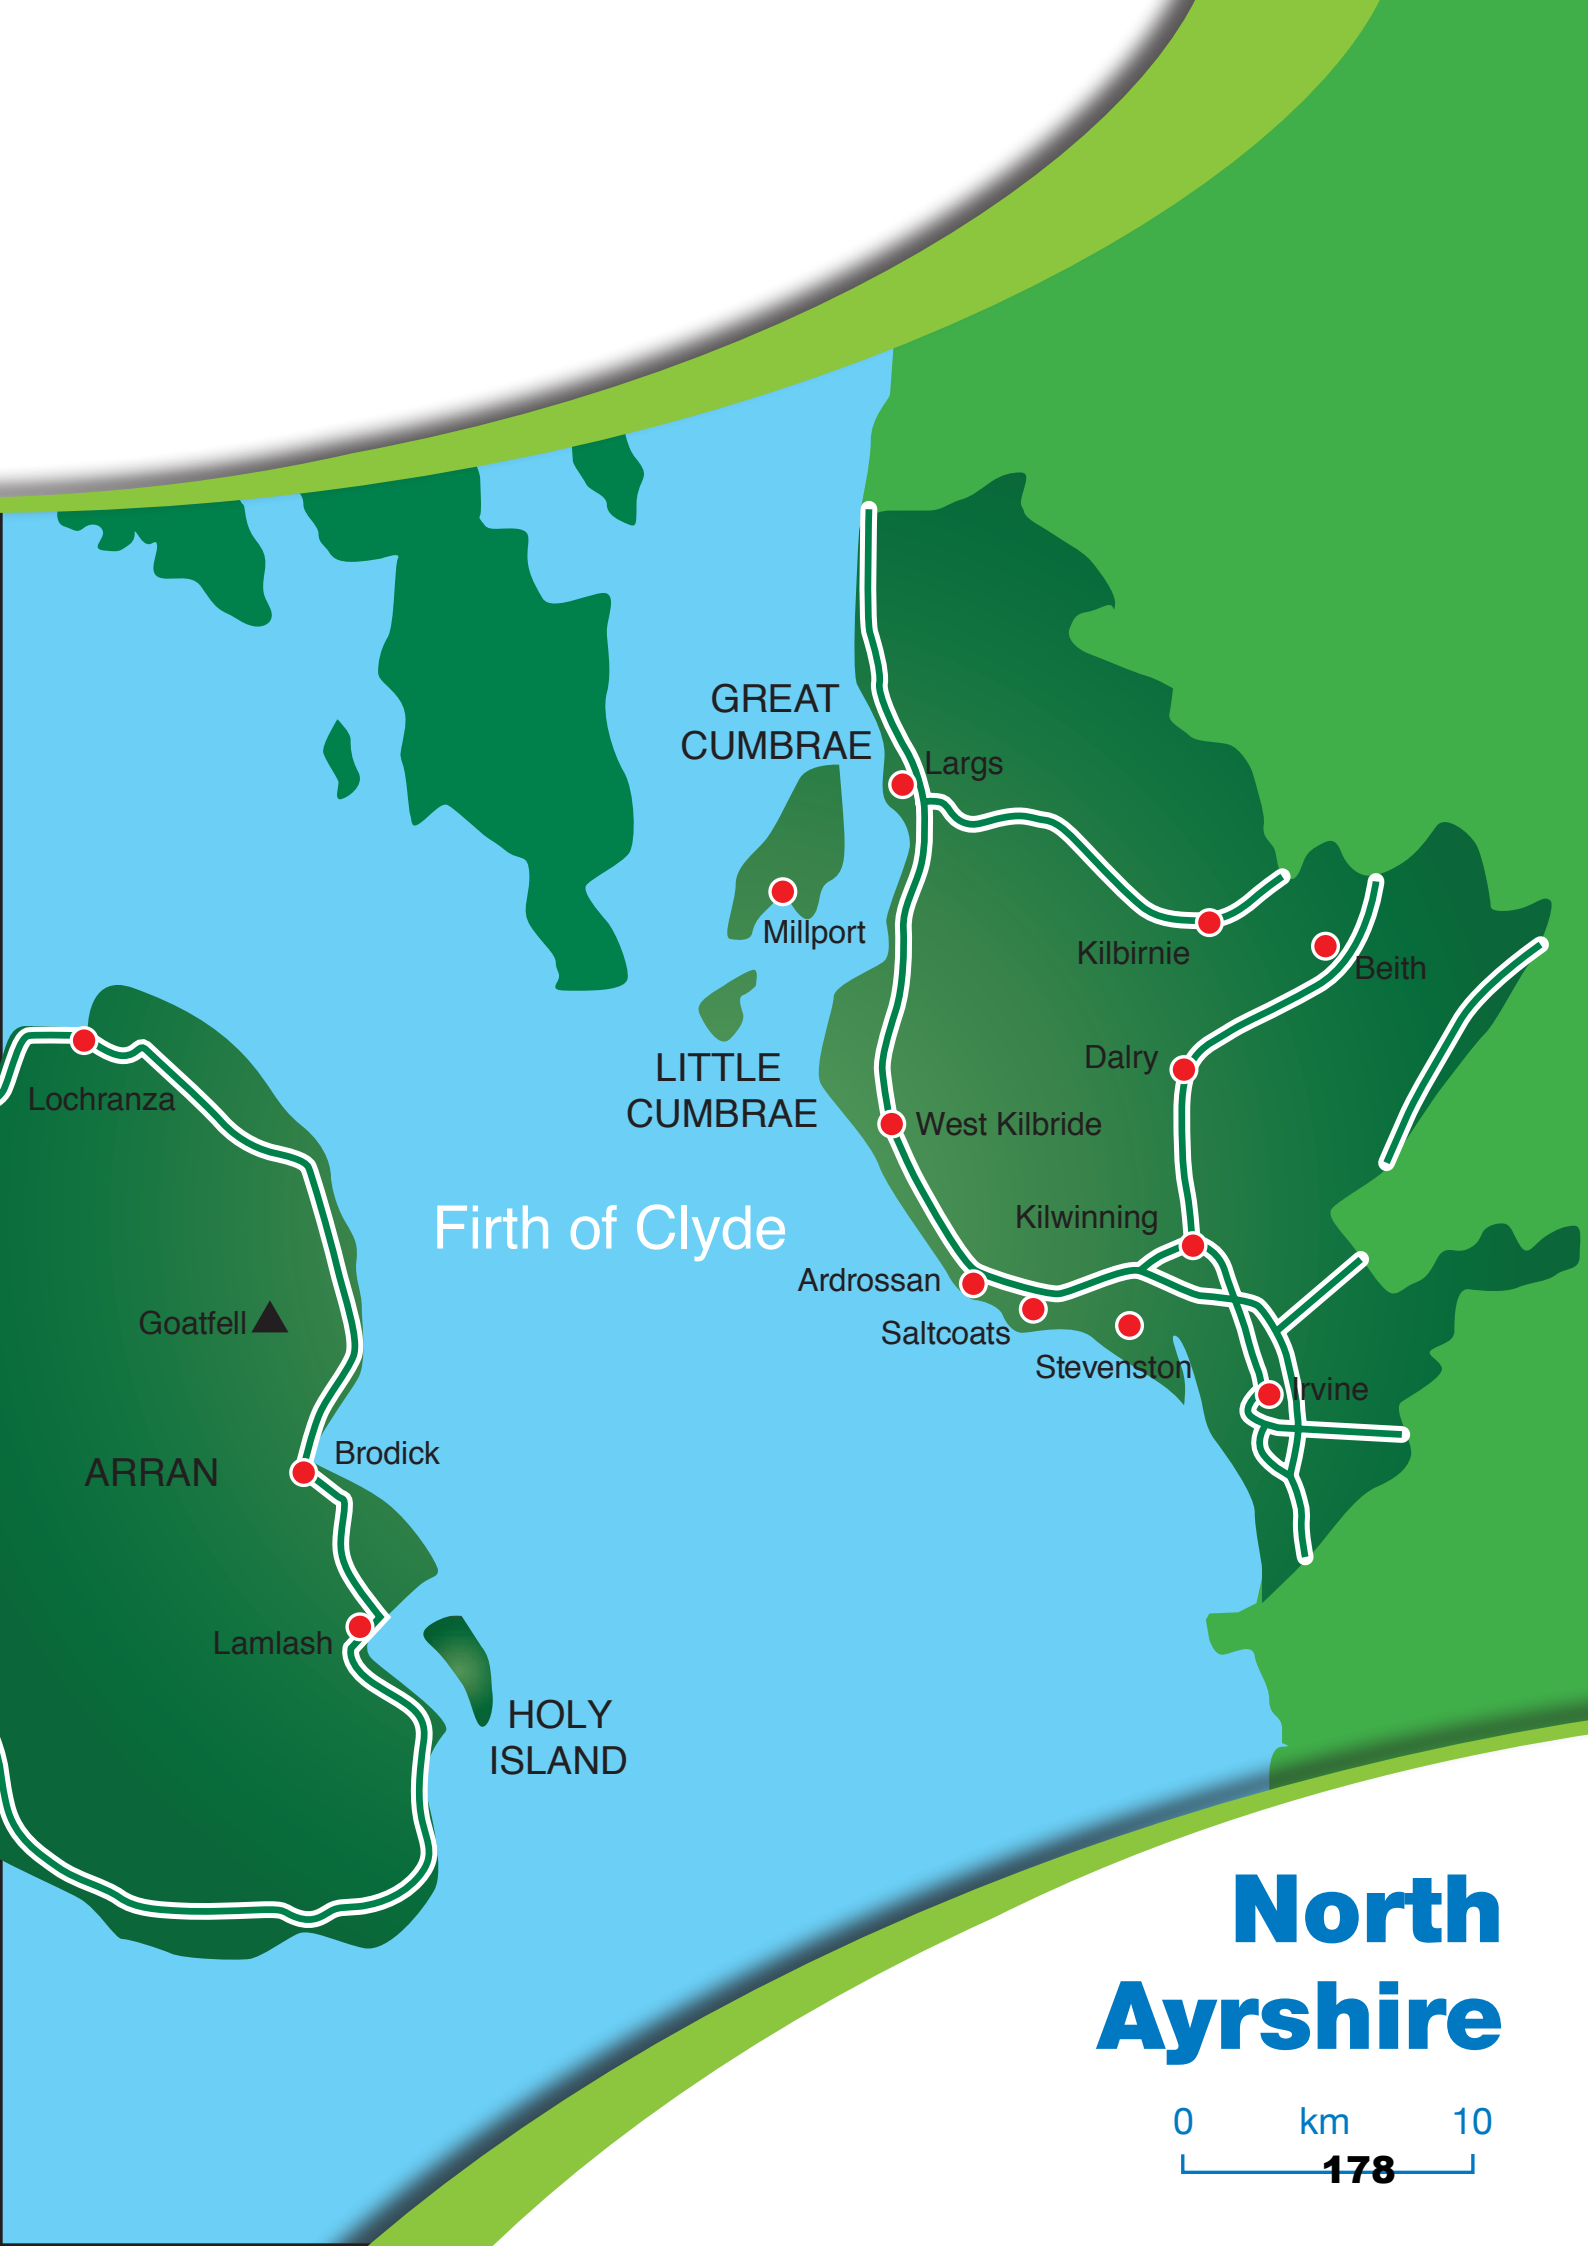 GREAT
CUMBRAE
Largs
Millport
Kilbirnie
Beith
LITTLE
CUMBRAE
Dalry
Lochranza
West Kilbride
Firth of Clyde
Kilwinning
Ardrossan
Goatfell
Saltcoats
Stevenston
Irvine
ARRAN
Brodick
Lamlash
HOLY
ISLAND
North
Ayrshire
0 km 10
178